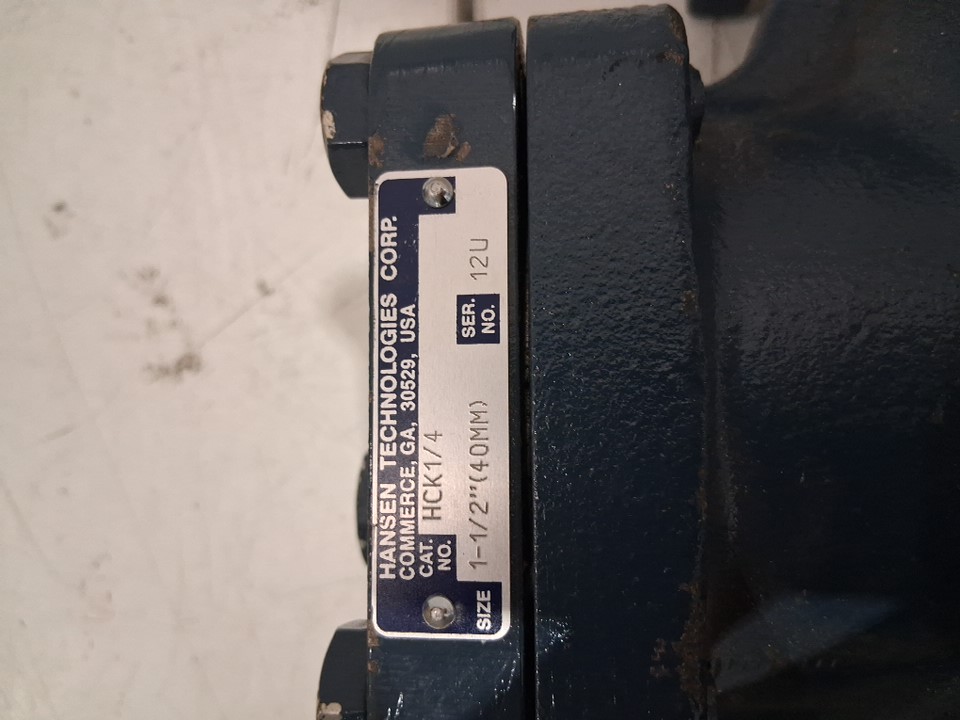 HANSEN TECHNOLOGIES CORP.
COMMERCE, GA, 30529, USA
CAT. NO. HCK1/4
SIZE 1-1/2"(40MM) SER. NO. 12U